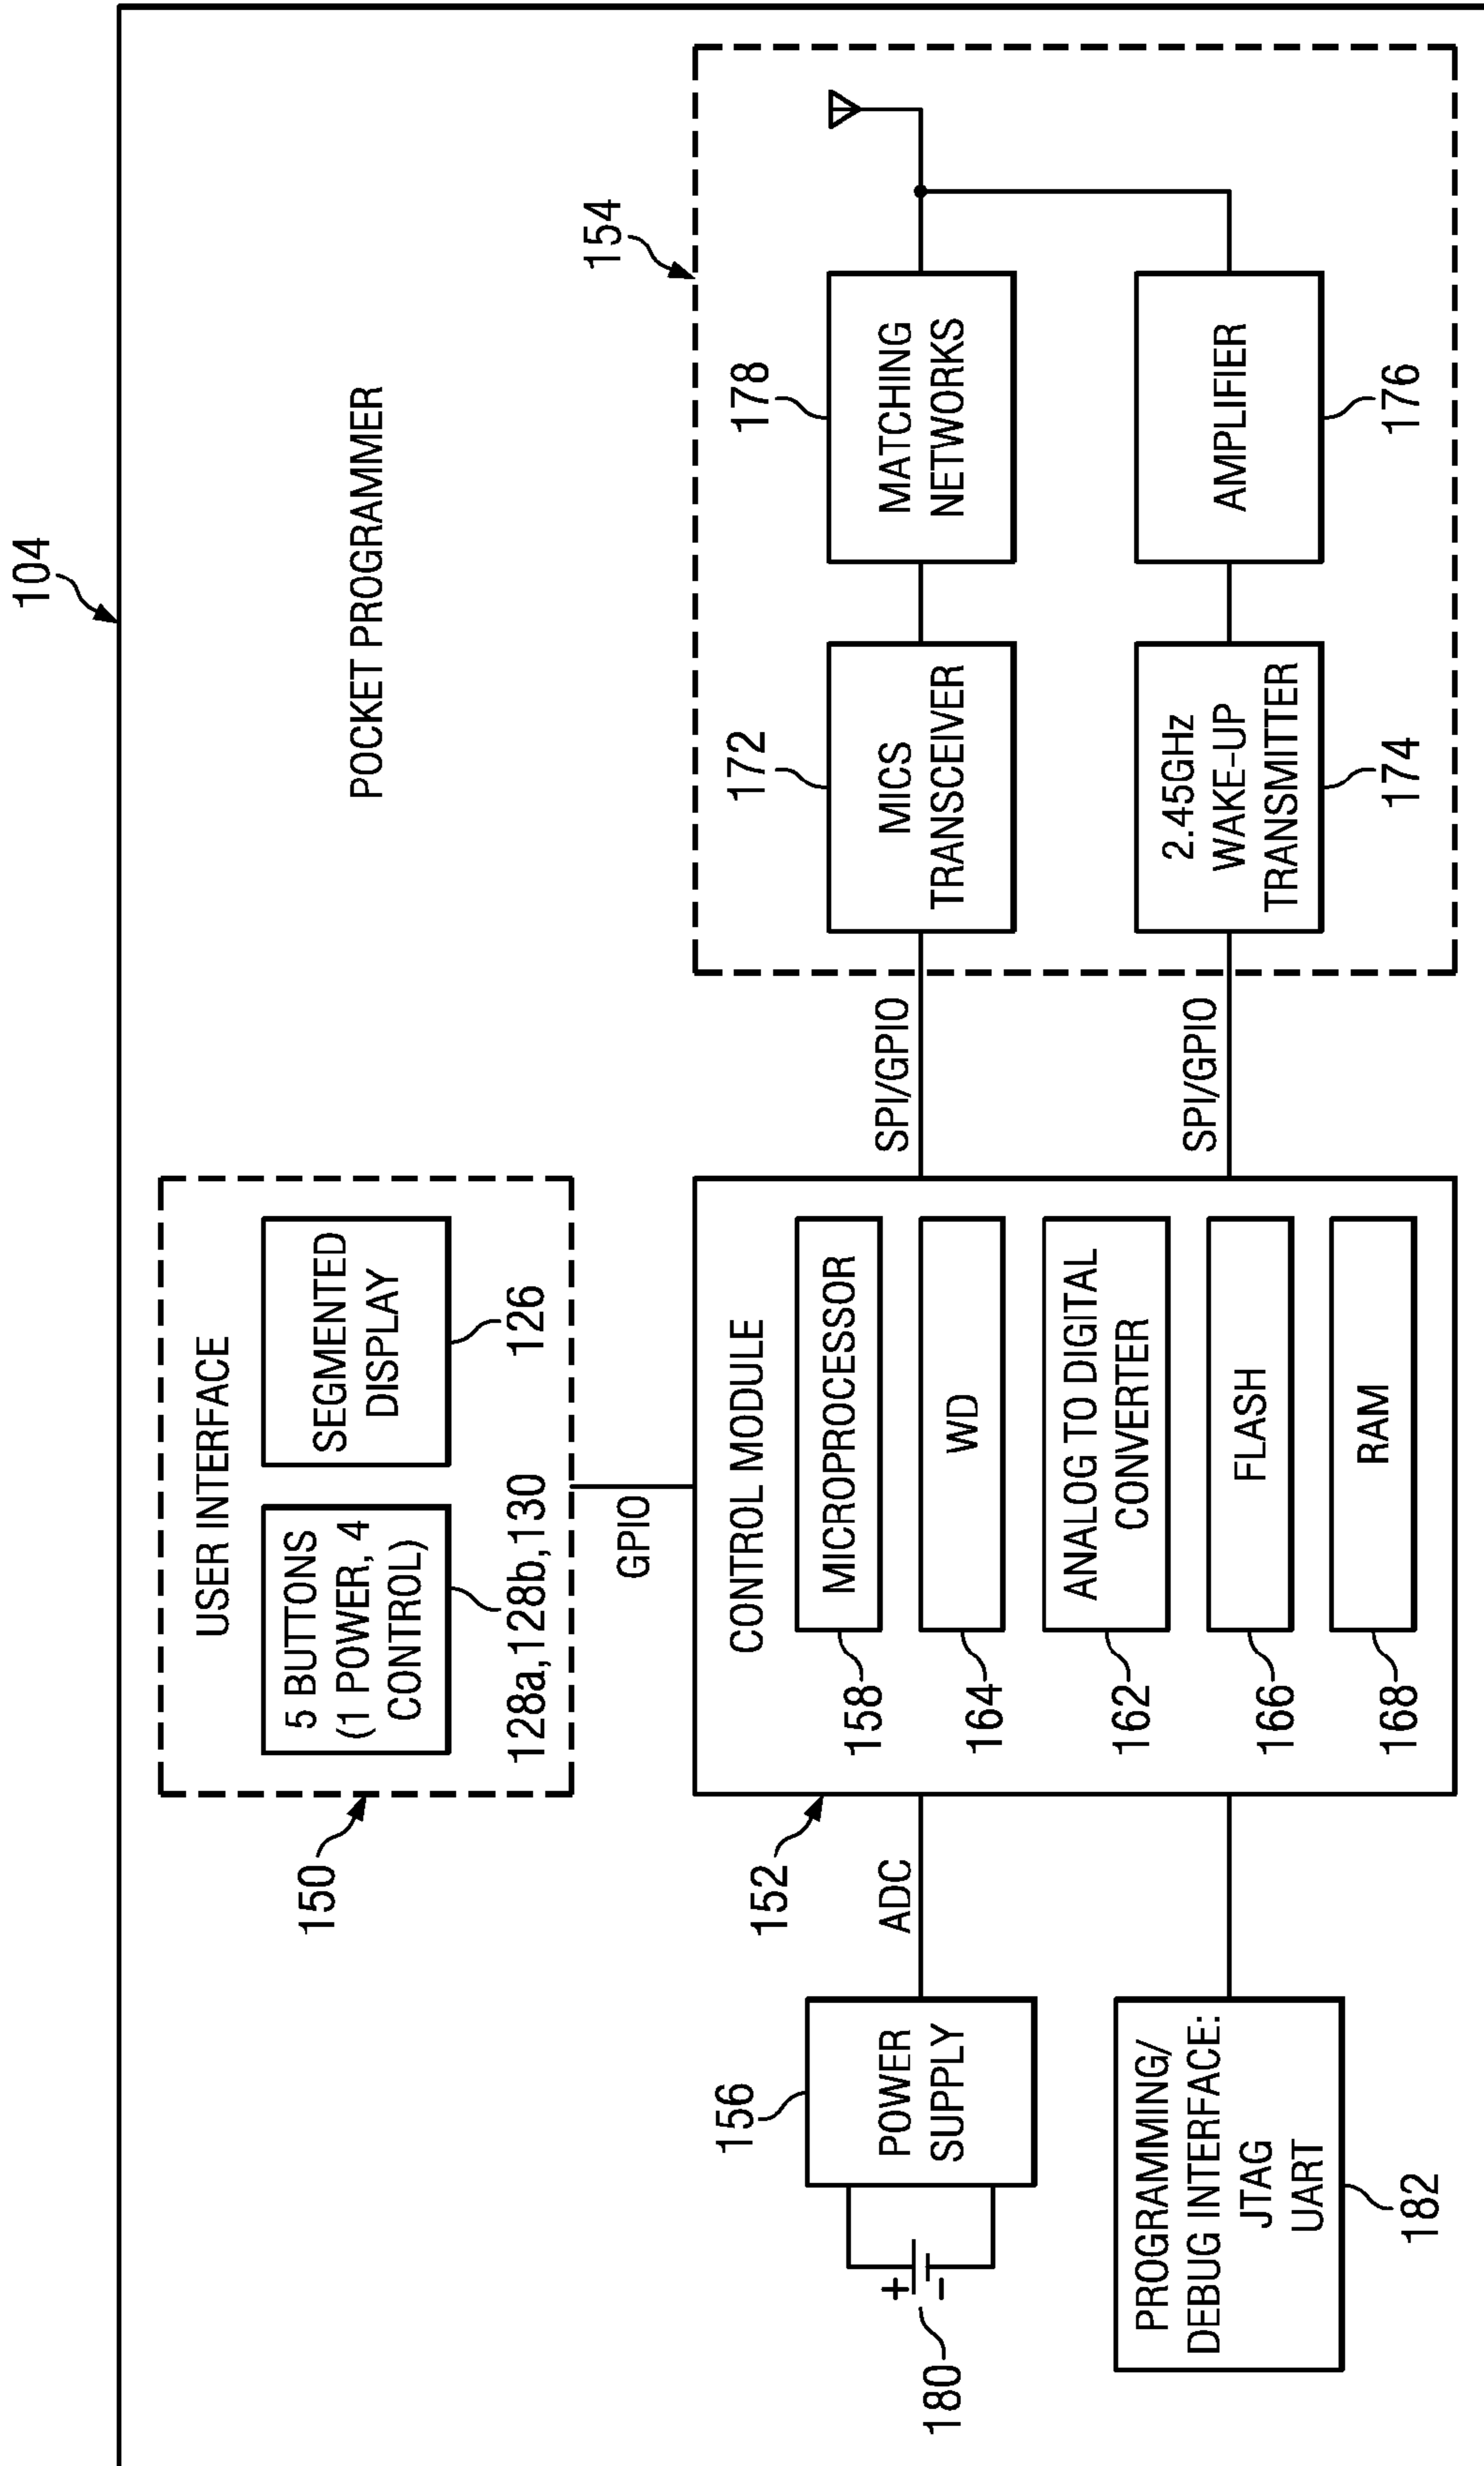 104
POCKET PROGRAMMER
150
USER INTERFACE
5 BUTTONS
(1 POWER, 4
CONTROL)
128a,128b,130
SEGMENTED
DISPLAY
126
GPIO
156
POWER
SUPPLY
+
-
180
ADC
PROGRAMMING/
DEBUG INTERFACE:
JTAG
UART
182
152
CONTROL MODULE
158
MICROPROCESSOR
164
WD
162
ANALOG TO DIGITAL
CONVERTER
166
FLASH
168
RAM
SPI/GPIO
SPI/GPIO
154
172
MICS
TRANSCEIVER
178
MATCHING
NETWORKS
2.45GHz
WAKE-UP
TRANSMITTER
174
AMPLIFIER
176